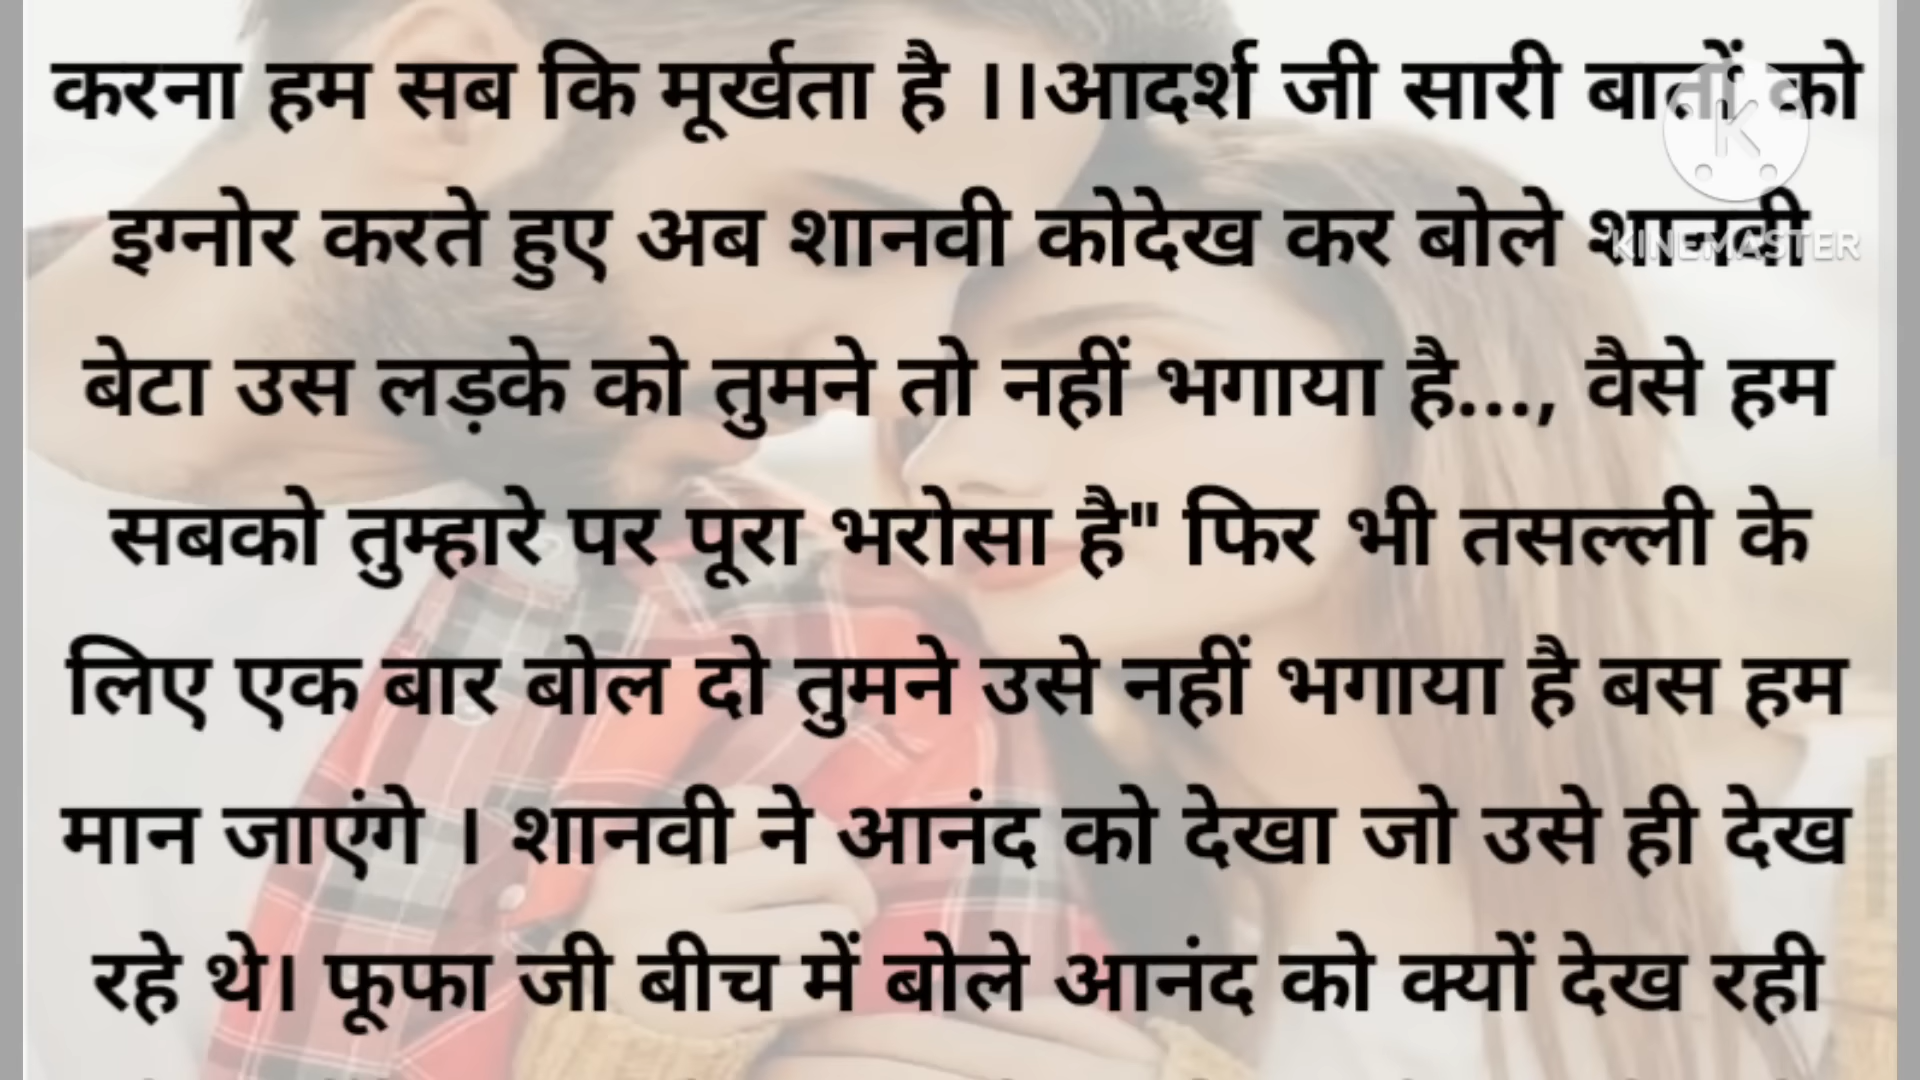 करना हम सब कि मूर्खता है ।।आदर्श जी सारी बातों को
इग्नोर करते हुए अब शानवी कोदेख कर बोले शानवी
KINEMASTER
बेटा उस लड़के को तुमने तो नहीं भगाया है..., वैसे हम
सबको तुम्हारे पर पूरा भरोसा है" फिर भी तसल्ली के
लिए एक बार बोल दो तुमने उसे नहीं भगाया है बस हम
मान जाएंगे । शानवी ने आनंद को देखा जो उसे ही देख
रहे थे। फूफा जी बीच में बोले आनंद को क्यों देख रही